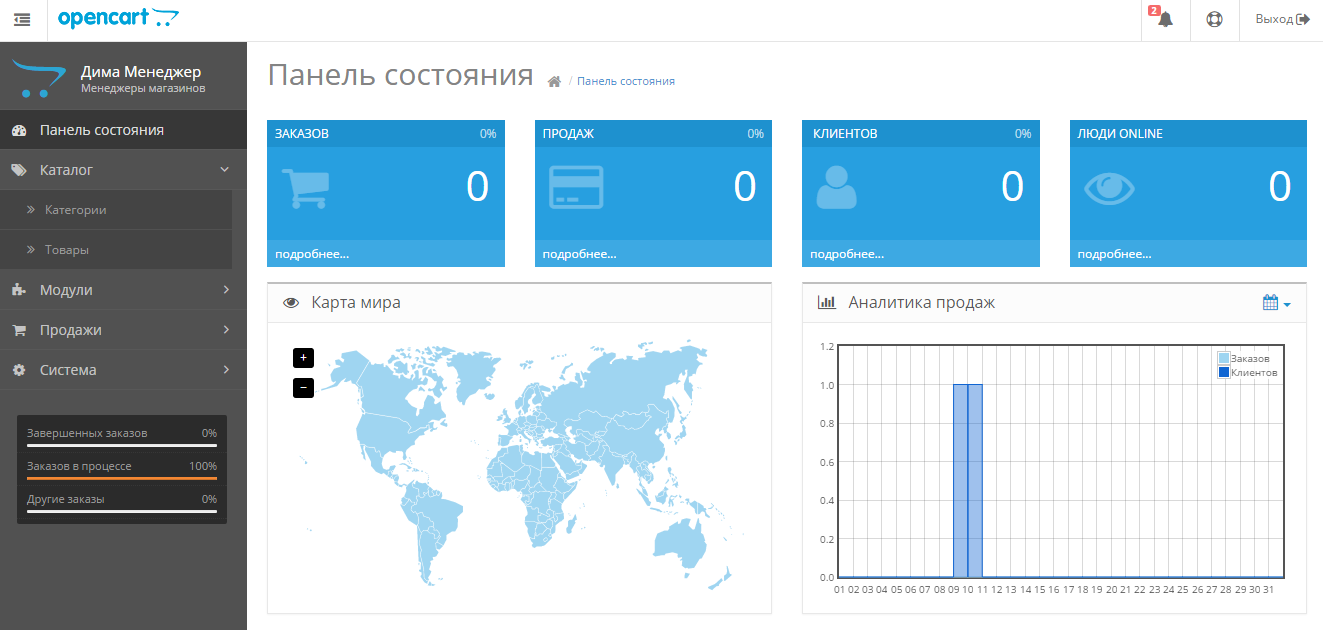 opencart
2
Выход
Дима Менеджер
Менеджеры магазинов
Панель состояния
Каталог
Категории
Товары
Модули
Продажи
Система
Завершенных заказов 0%
Заказов в процессе 100%
Другие заказы 0%
Панель состояния / Панель состояния
ЗАКАЗОВ 0%
0
подробнее...
ПРОДАЖ 0%
0
подробнее...
КЛИЕНТОВ 0%
0
подробнее...
ЛЮДИ ONLINE
0
подробнее...
Карта мира
+
−
Аналитика продаж
Заказов
Клиентов
1.2
1.0
0.8
0.6
0.4
0.2
0.0
01 02 03 04 05 06 07 08 09 10 11 12 13 14 15 16 17 18 19 20 21 22 23 24 25 26 27 28 29 30 31